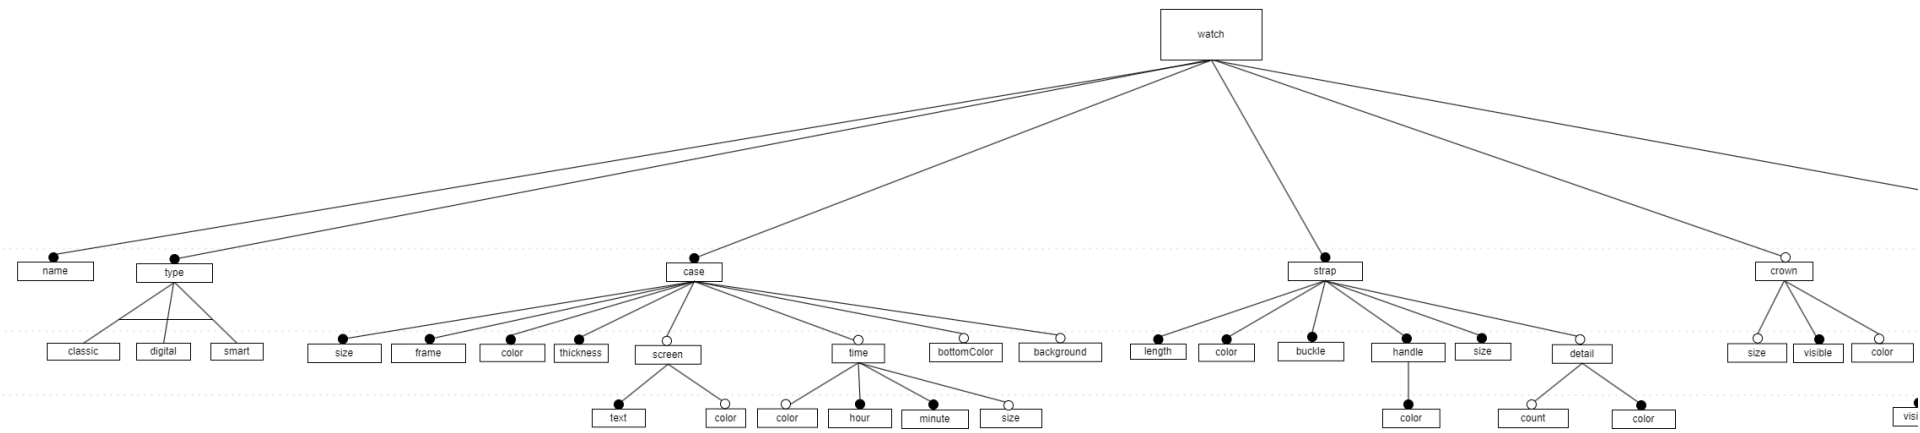 watch
name
type
case
strap
crown
classic
digital
smart
size
frame
color
thickness
screen
time
bottomColor
background
length
color
buckle
handle
size
detail
size
visible
color
text
color
color
hour
minute
size
color
count
color
visi